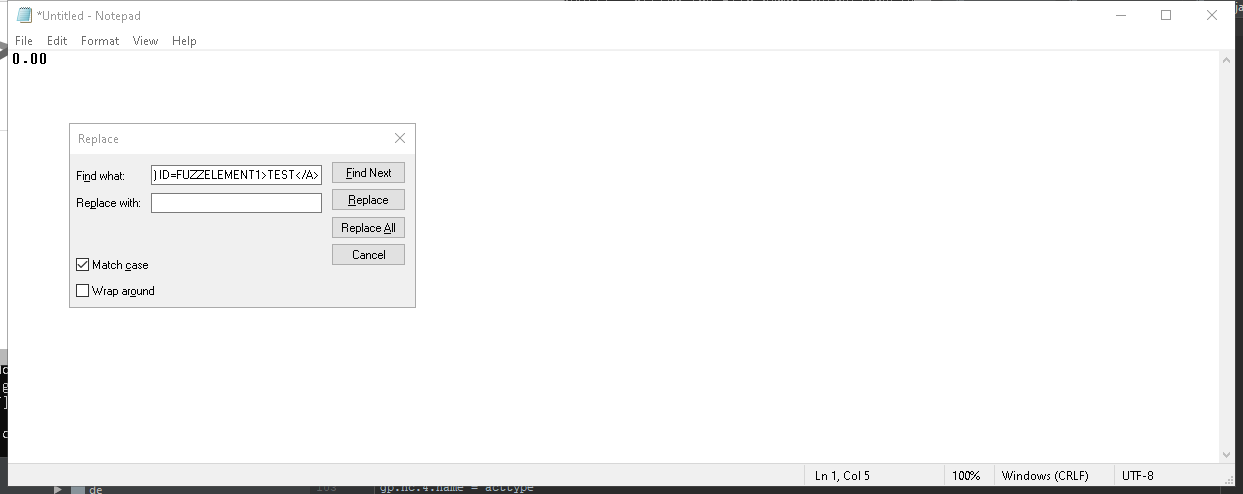 *Untitled - Notepad
File Edit Format View Help
0.00
Replace
Find what: )ID=FUZZELEMENT1>TEST</A> Find Next
Replace with: Replace
Replace All
Cancel
Match case
Wrap around
Ln 1, Col 5 100% Windows (CRLF) UTF-8
de gp.nc.4.name = acctype